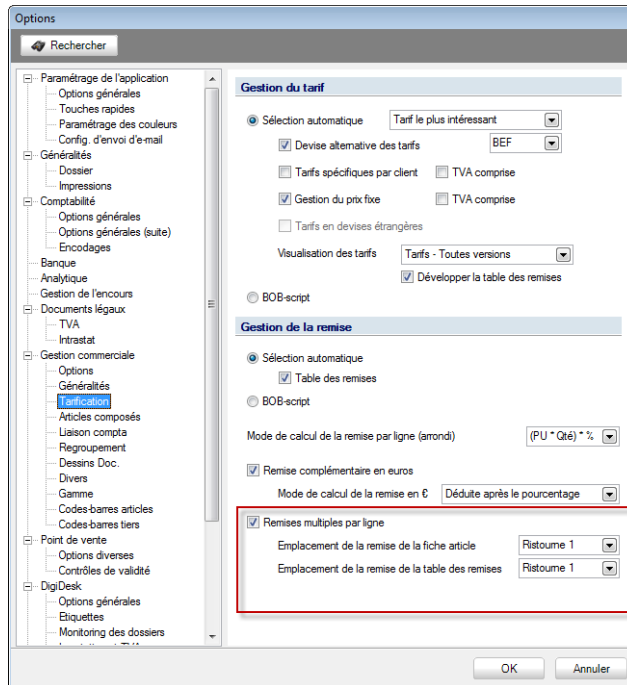 Options
Rechercher
Paramétrage de l'application
Options générales
Touches rapides
Paramétrage des couleurs
Config. d'envoi d'e-mail
Généralités
Dossier
Impressions
Comptabilité
Options générales
Options générales (suite)
Encodages
Banque
Analytique
Gestion de l'encours
Documents légaux
TVA
Intrastat
Gestion commerciale
Options
Généralités
Tarification
Articles composés
Liaison compta
Regroupement
Dessins Doc.
Divers
Gamme
Codes-barres articles
Codes-barres tiers
Point de vente
Options diverses
Contrôles de validité
DigiDesk
Options générales
Etiquettes
Monitoring des dossiers
Gestion du tarif
Sélection automatique Tarif le plus intéressant
Devise alternative des tarifs BEF
Tarifs spécifiques par client TVA comprise
Gestion du prix fixe TVA comprise
Tarifs en devises étrangères
Visualisation des tarifs Tarifs - Toutes versions
Développer la table des remises
BOB-script
Gestion de la remise
Sélection automatique
Table des remises
BOB-script
Mode de calcul de la remise par ligne (arrondi) (PU * Qté) * %
Remise complémentaire en euros
Mode de calcul de la remise en € Déduite après le pourcentage
Remises multiples par ligne
Emplacement de la remise de la fiche article Ristourne 1
Emplacement de la remise de la table des remises Ristourne 1
OK Annuler